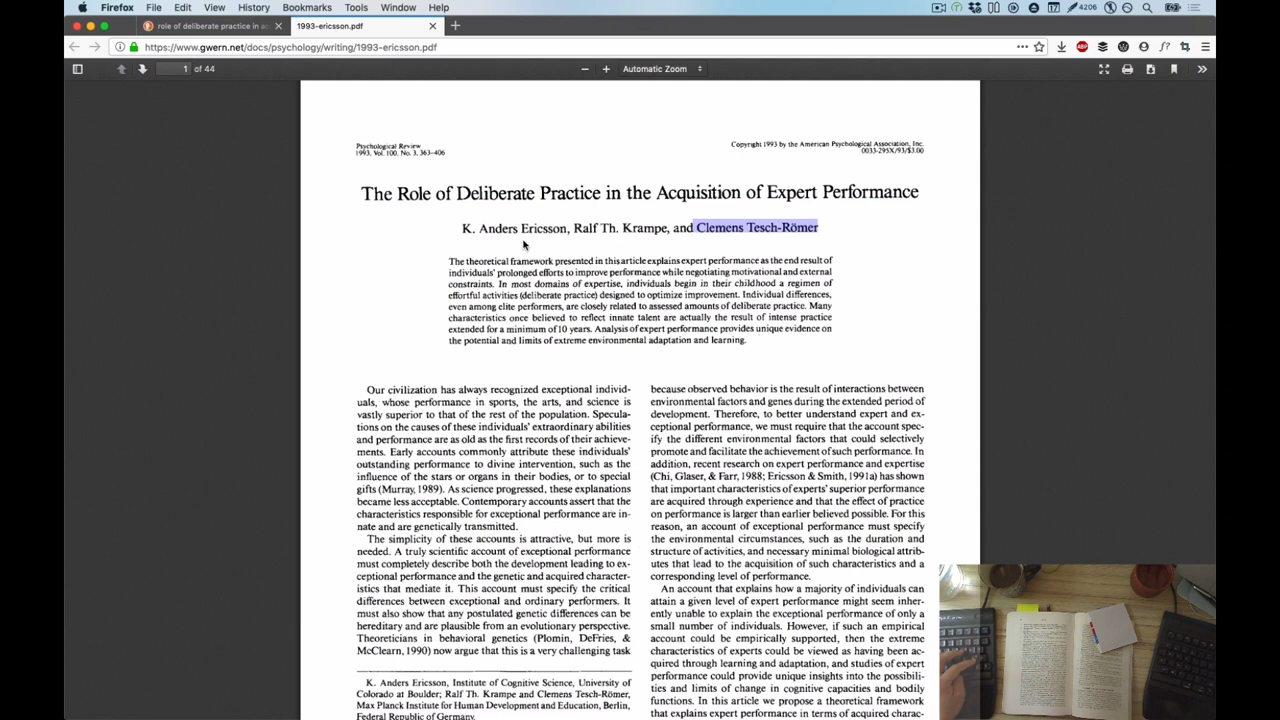 Firefox File Edit View History Bookmarks Tools Window Help
4206
role of deliberate practice in a
1993-ericsson.pdf
https://www.gwern.net/docs/psychology/writing/1993-ericsson.pdf
ABP
f?
1 of 44
Automatic Zoom
Psychological Review
1993, Vol. 100, No. 3, 363-406
Copyright 1993 by the American Psychological Association, Inc.
0033-295X/93/$3.00
The Role of Deliberate Practice in the Acquisition of Expert Performance
K. Anders Ericsson, Ralf Th. Krampe, and Clemens Tesch-Römer
The theoretical framework presented in this article explains expert performance as the end result of
individuals' prolonged efforts to improve performance while negotiating motivational and external
constraints. In most domains of expertise, individuals begin in their childhood a regimen of
effortful activities (deliberate practice) designed to optimize improvement. Individual differences,
even among elite performers, are closely related to assessed amounts of deliberate practice. Many
characteristics once believed to reflect innate talent are actually the result of intense practice
extended for a minimum of 10 years. Analysis of expert performance provides unique evidence on
the potential and limits of extreme environmental adaptation and learning.
Our civilization has always recognized exceptional individ-
uals, whose performance in sports, the arts, and science is
vastly superior to that of the rest of the population. Specula-
tions on the causes of these individuals' extraordinary abilities
and performance are as old as the first records of their achieve-
ments. Early accounts commonly attribute these individuals'
outstanding performance to divine intervention, such as the
influence of the stars or organs in their bodies, or to special
gifts (Murray, 1989). As science progressed, these explanations
became less acceptable. Contemporary accounts assert that the
characteristics responsible for exceptional performance are in-
nate and are genetically transmitted.
The simplicity of these accounts is attractive, but more is
needed. A truly scientific account of exceptional performance
must completely describe both the development leading to ex-
ceptional performance and the genetic and acquired character-
istics that mediate it. This account must specify the critical
differences between exceptional and ordinary performers. It
must also show that any postulated genetic differences can be
hereditary and are plausible from an evolutionary perspective.
Theoreticians in behavioral genetics (Plomin, DeFries, &
McClearn, 1990) now argue that this is a very challenging task
K. Anders Ericsson, Institute of Cognitive Science, University of
Colorado at Boulder; Ralf Th. Krampe and Clemens Tesch-Römer,
Max Planck Institute for Human Development and Education, Berlin,
Federal Republic of Germany.
because observed behavior is the result of interactions between
environmental factors and genes during the extended period of
development. Therefore, to better understand expert and ex-
ceptional performance, we must require that the account spec-
ify the different environmental factors that could selectively
promote and facilitate the achievement of such performance. In
addition, recent research on expert performance and expertise
(Chi, Glaser, & Farr, 1988; Ericsson & Smith, 1991a) has shown
that important characteristics of experts' superior performance
are acquired through experience and that the effect of practice
on performance is larger than earlier believed possible. For this
reason, an account of exceptional performance must specify
the environmental circumstances, such as the duration and
structure of activities, and necessary minimal biological attrib-
utes that lead to the acquisition of such characteristics and a
corresponding level of performance.
An account that explains how a majority of individuals can
attain a given level of expert performance might seem inher-
ently unable to explain the exceptional performance of only a
small number of individuals. However, if such an empirical
account could be empirically supported, then the extreme
characteristics of experts could be viewed as having been ac-
quired through learning and adaptation, and studies of expert
performance could provide unique insights into the possibili-
ties and limits of change in cognitive capacities and bodily
functions. In this article we propose a theoretical framework
that explains expert performance in terms of acquired charac-